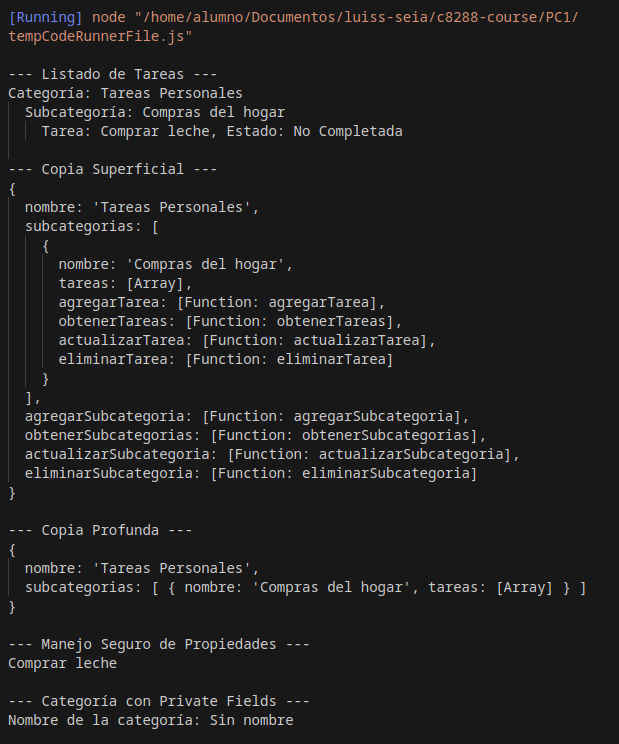 [Running] node "/home/alumno/Documentos/luiss-seia/c8288-course/PC1/
tempCodeRunnerFile.js"

--- Listado de Tareas ---
Categoría: Tareas Personales
  Subcategoría: Compras del hogar
    Tarea: Comprar leche, Estado: No Completada

--- Copia Superficial ---
{
  nombre: 'Tareas Personales',
  subcategorias: [
    {
      nombre: 'Compras del hogar',
      tareas: [Array],
      agregarTarea: [Function: agregarTarea],
      obtenerTareas: [Function: obtenerTareas],
      actualizarTarea: [Function: actualizarTarea],
      eliminarTarea: [Function: eliminarTarea]
    }
  ],
  agregarSubcategoria: [Function: agregarSubcategoria],
  obtenerSubcategorias: [Function: obtenerSubcategorias],
  actualizarSubcategoria: [Function: actualizarSubcategoria],
  eliminarSubcategoria: [Function: eliminarSubcategoria]
}

--- Copia Profunda ---
{
  nombre: 'Tareas Personales',
  subcategorias: [ { nombre: 'Compras del hogar', tareas: [Array] } ]
}

--- Manejo Seguro de Propiedades ---
Comprar leche

--- Categoría con Private Fields ---
Nombre de la categoría: Sin nombre